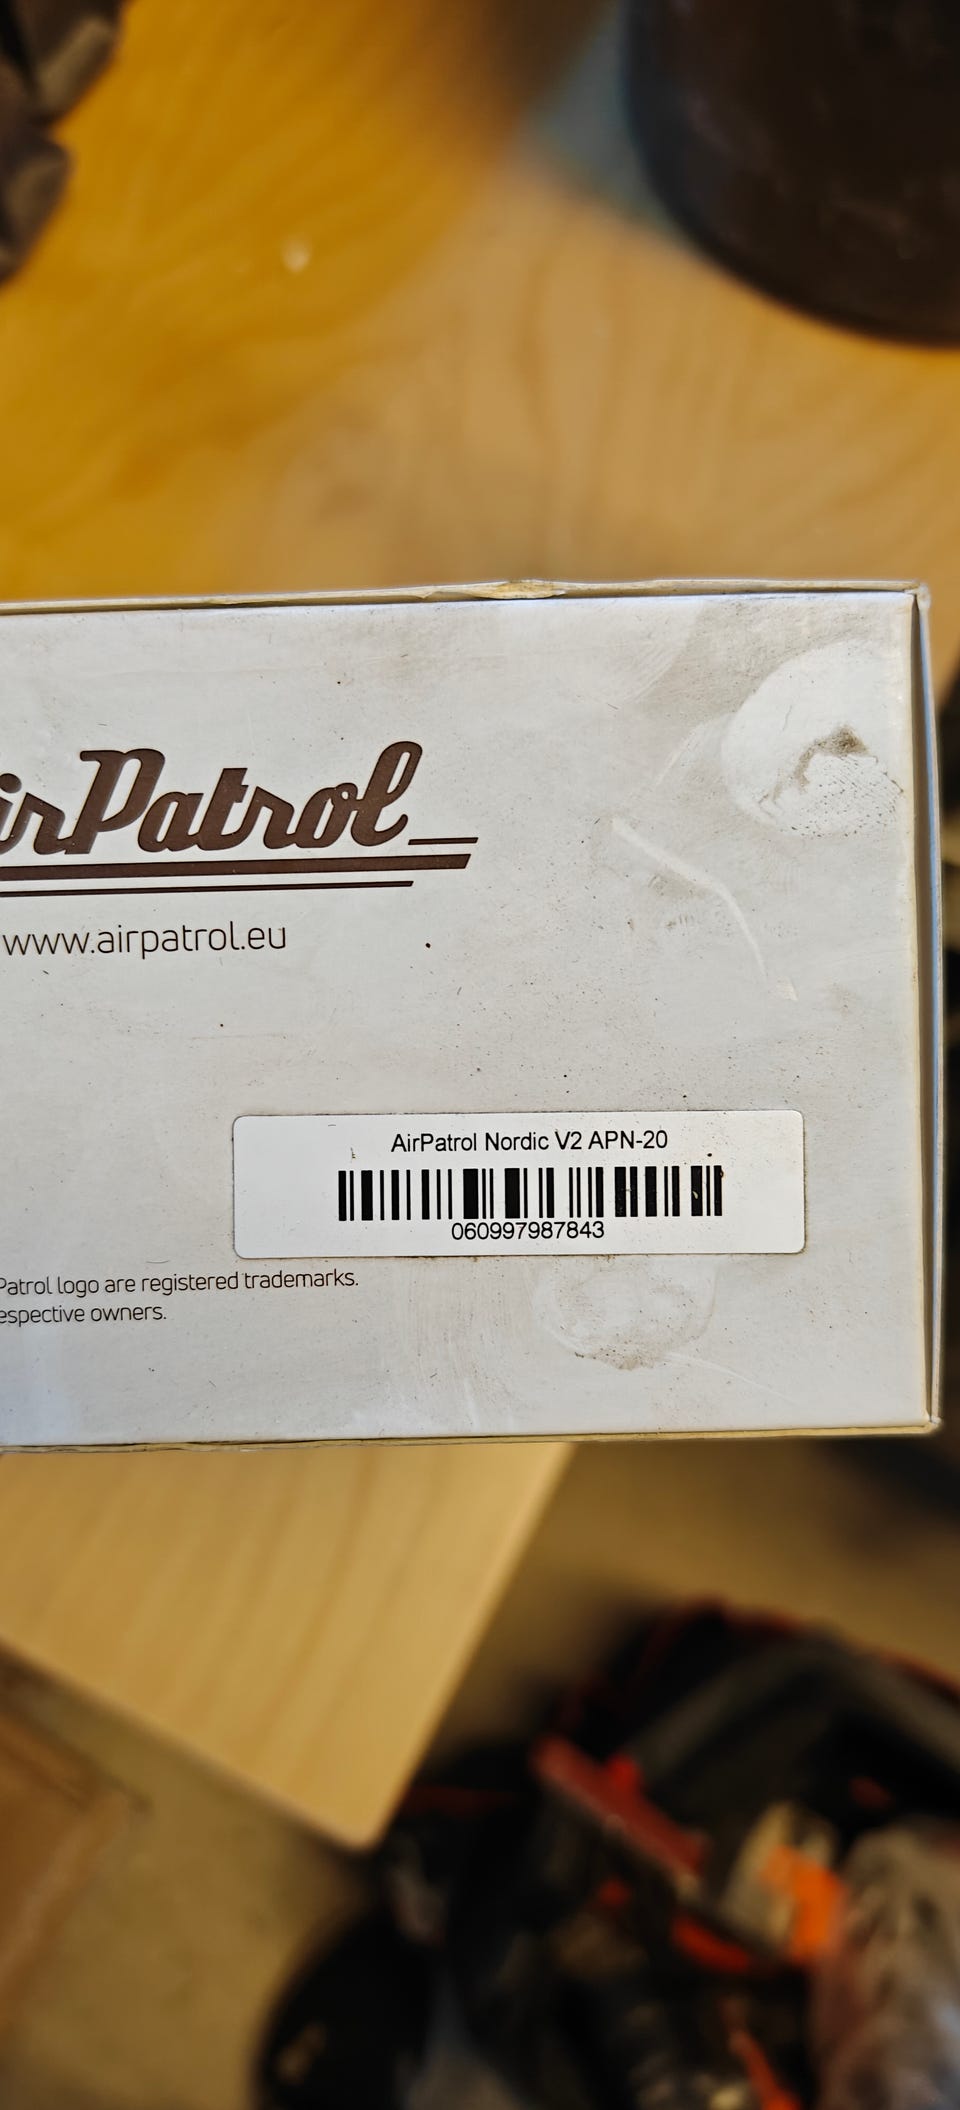 irPatrol
www.airpatrol.eu
AirPatrol Nordic V2 APN-20
060997987843
Patrol logo are registered trademarks.
espective owners.